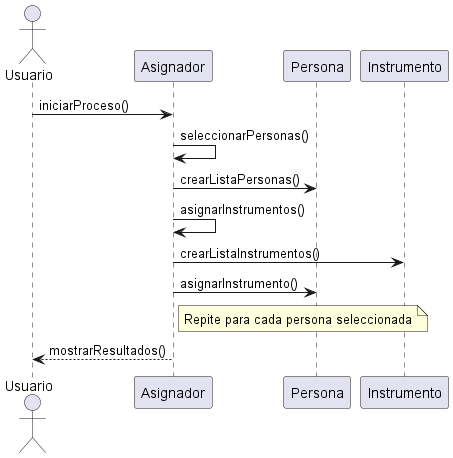 Usuario
Asignador
Persona
Instrumento
iniciarProceso()
seleccionarPersonas()
crearListaPersonas()
asignarInstrumentos()
crearListaInstrumentos()
asignarInstrumento()
Repite para cada persona seleccionada
mostrarResultados()
Usuario
Asignador
Persona
Instrumento